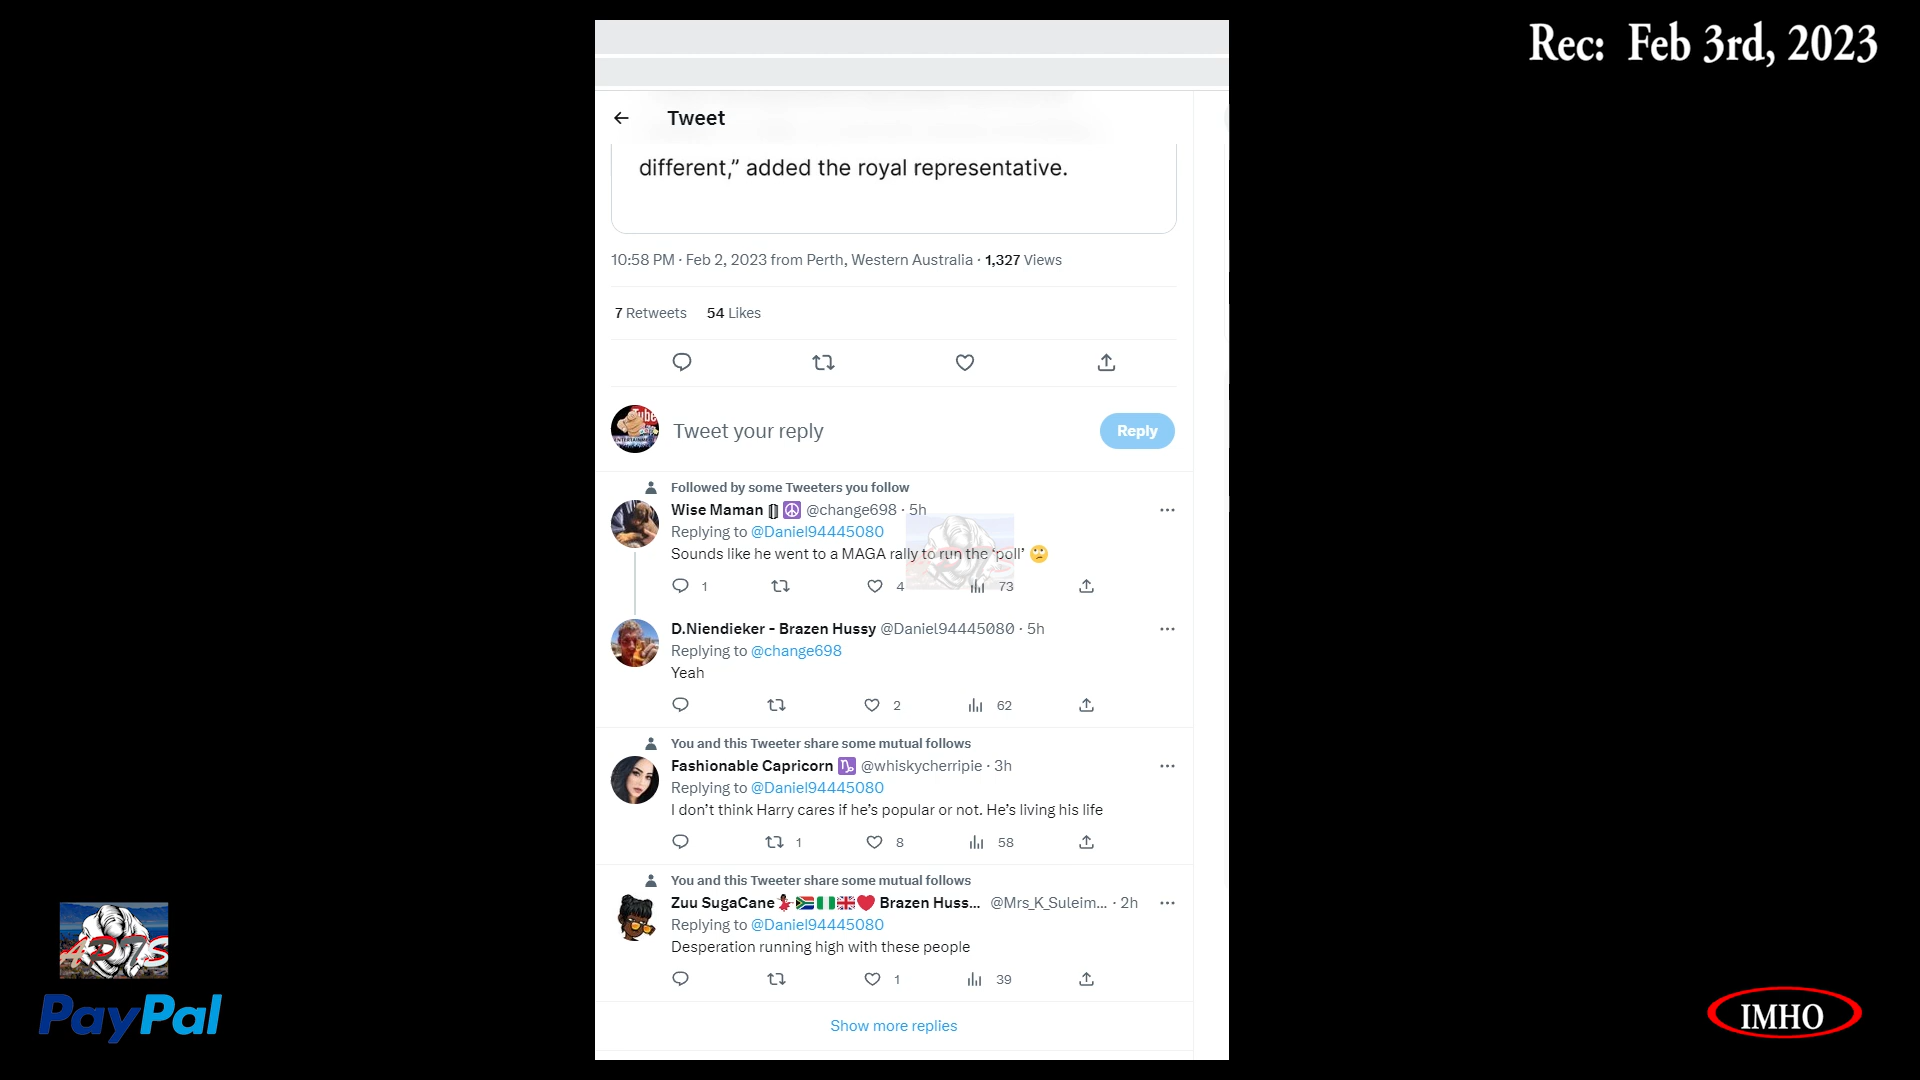 Rec: Feb 3rd, 2023
Tweet
different,” added the royal representative.
10:58 PM · Feb 2, 2023 from Perth, Western Australia · 1,327 Views
7 Retweets 54 Likes
Tweet your reply
Reply
Followed by some Tweeters you follow
Wise Maman @change698 · 5h
Replying to @Daniel94445080
Sounds like he went to a MAGA rally to run the ‘poll’
1 4 73
D.Niendieker - Brazen Hussy @Daniel94445080 · 5h
Replying to @change698
Yeah
2 62
You and this Tweeter share some mutual follows
Fashionable Capricorn @whiskycherripie · 3h
Replying to @Daniel94445080
I don’t think Harry cares if he’s popular or not. He’s living his life
1 8 58
You and this Tweeter share some mutual follows
Zuu SugaCane Brazen Huss... @Mrs_K_Suleim... · 2h
Replying to @Daniel94445080
Desperation running high with these people
1 39
Show more replies
PayPal
IMHO